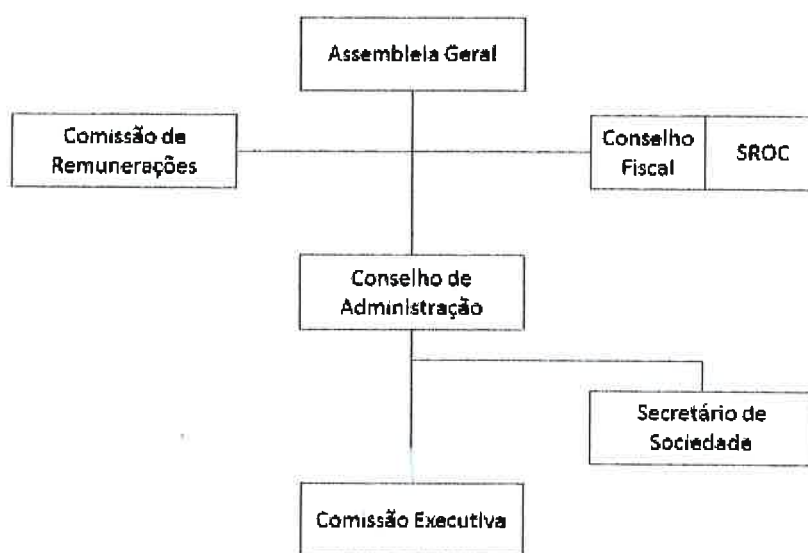 Assembleia Geral
Comissão de
Remunerações
Conselho
Fiscal
SROC
Conselho de
Administração
Secretário de
Sociedade
Comissão Executiva